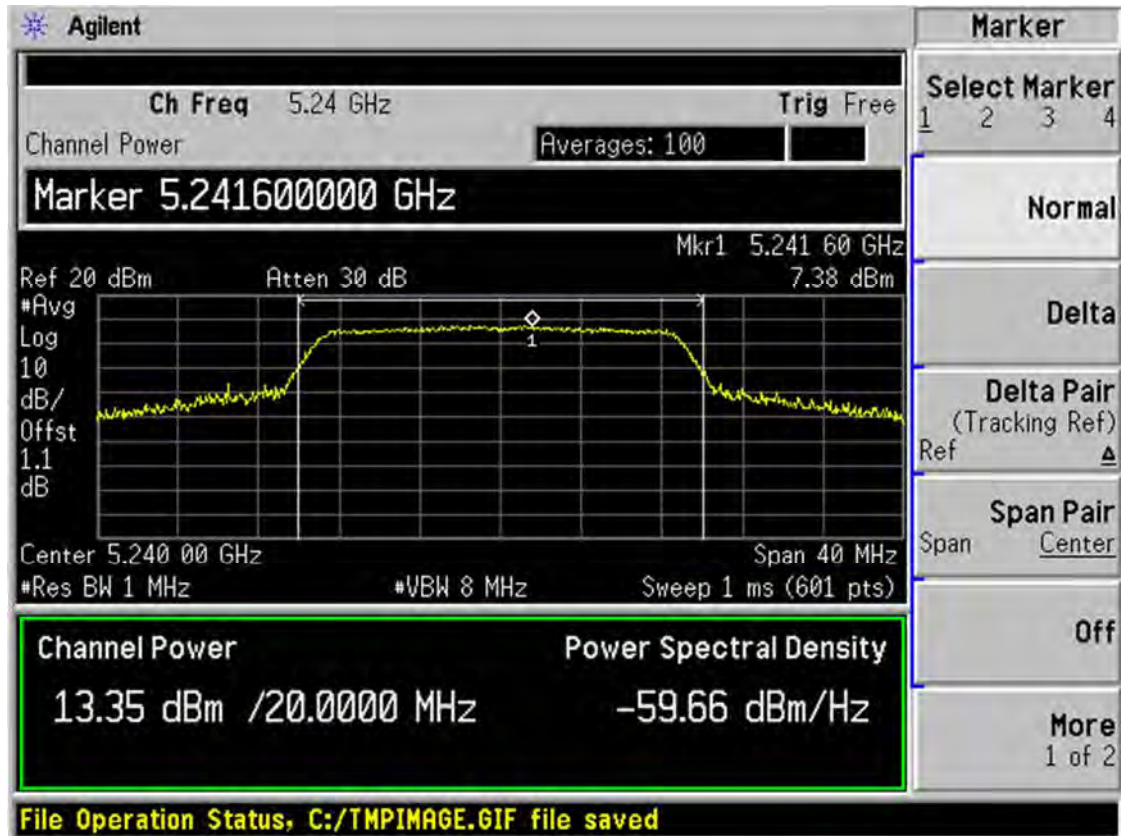 Agilent
Ch Freq 5.24 GHz Trig Free
Channel Power Averages: 100
Marker 5.241600000 GHz
Mkr1 5.241 60 GHz
Ref 20 dBm Atten 30 dB 7.38 dBm
#Avg
Log
10
dB/
Offst
1.1
dB
1
Center 5.240 00 GHz Span 40 MHz
#Res BW 1 MHz #VBW 8 MHz Sweep 1 ms (601 pts)
Channel Power Power Spectral Density
13.35 dBm /20.0000 MHz -59.66 dBm/Hz
File Operation Status, C:/TMPIMAGE.GIF file saved
Marker
Select Marker
1 2 3 4
Normal
Delta
Delta Pair
(Tracking Ref)
Ref Δ
Span Pair
Span Center
Off
More
1 of 2